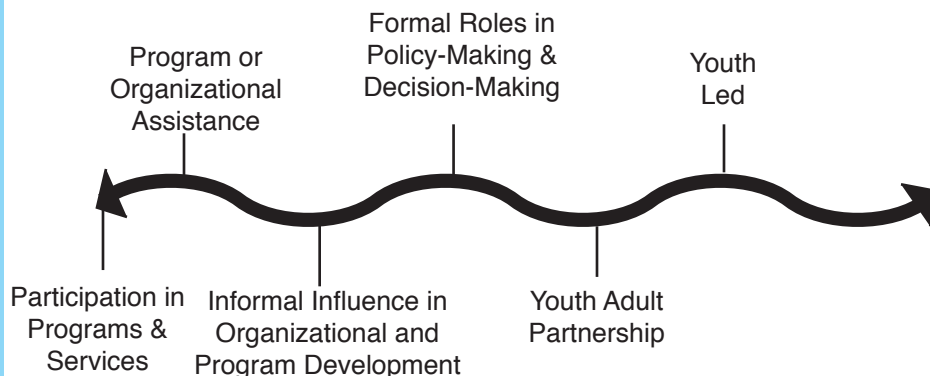 Program or
Organizational
Assistance
Formal Roles in
Policy-Making &
Decision-Making
Youth
Led
Participation in
Programs &
Services
Informal Influence in
Organizational and
Program Development
Youth Adult
Partnership